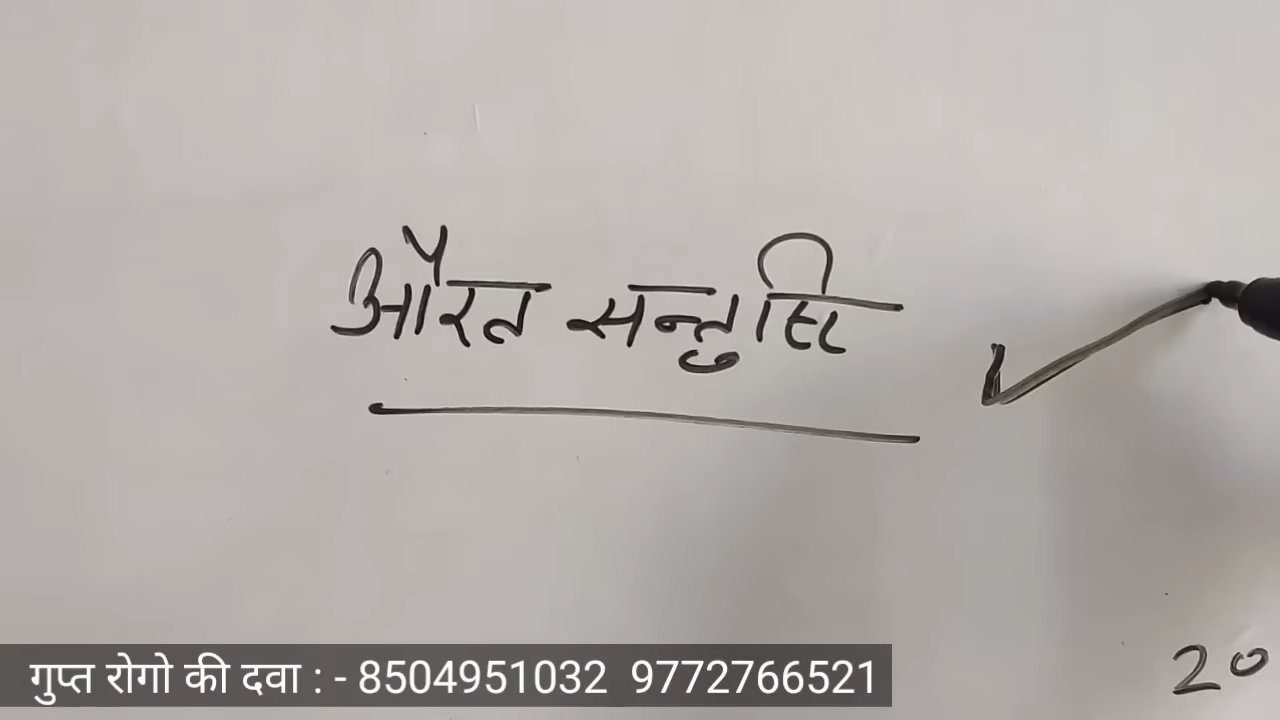 औरत सन्तुष्टि
20
गुप्त रोगो की दवा : - 8504951032 9772766521